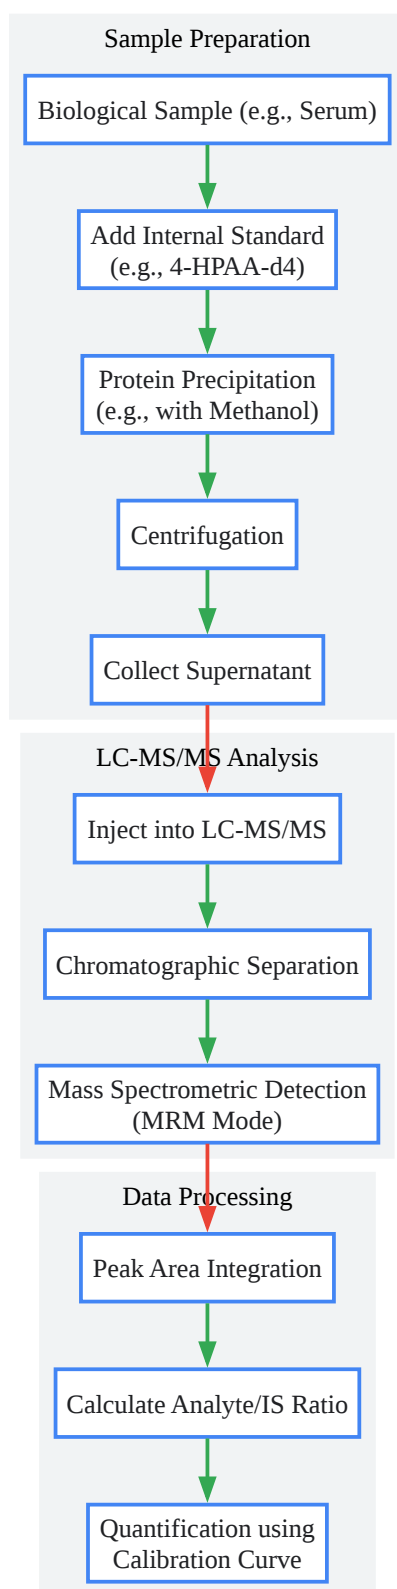 Sample Preparation
Biological Sample (e.g., Serum)
Add Internal Standard
(e.g., 4-HPAA-d4)
Protein Precipitation
(e.g., with Methanol)
Centrifugation
Collect Supernatant
LC-MS/MS Analysis
Inject into LC-MS/MS
Chromatographic Separation
Mass Spectrometric Detection
(MRM Mode)
Data Processing
Peak Area Integration
Calculate Analyte/IS Ratio
Quantification using
Calibration Curve